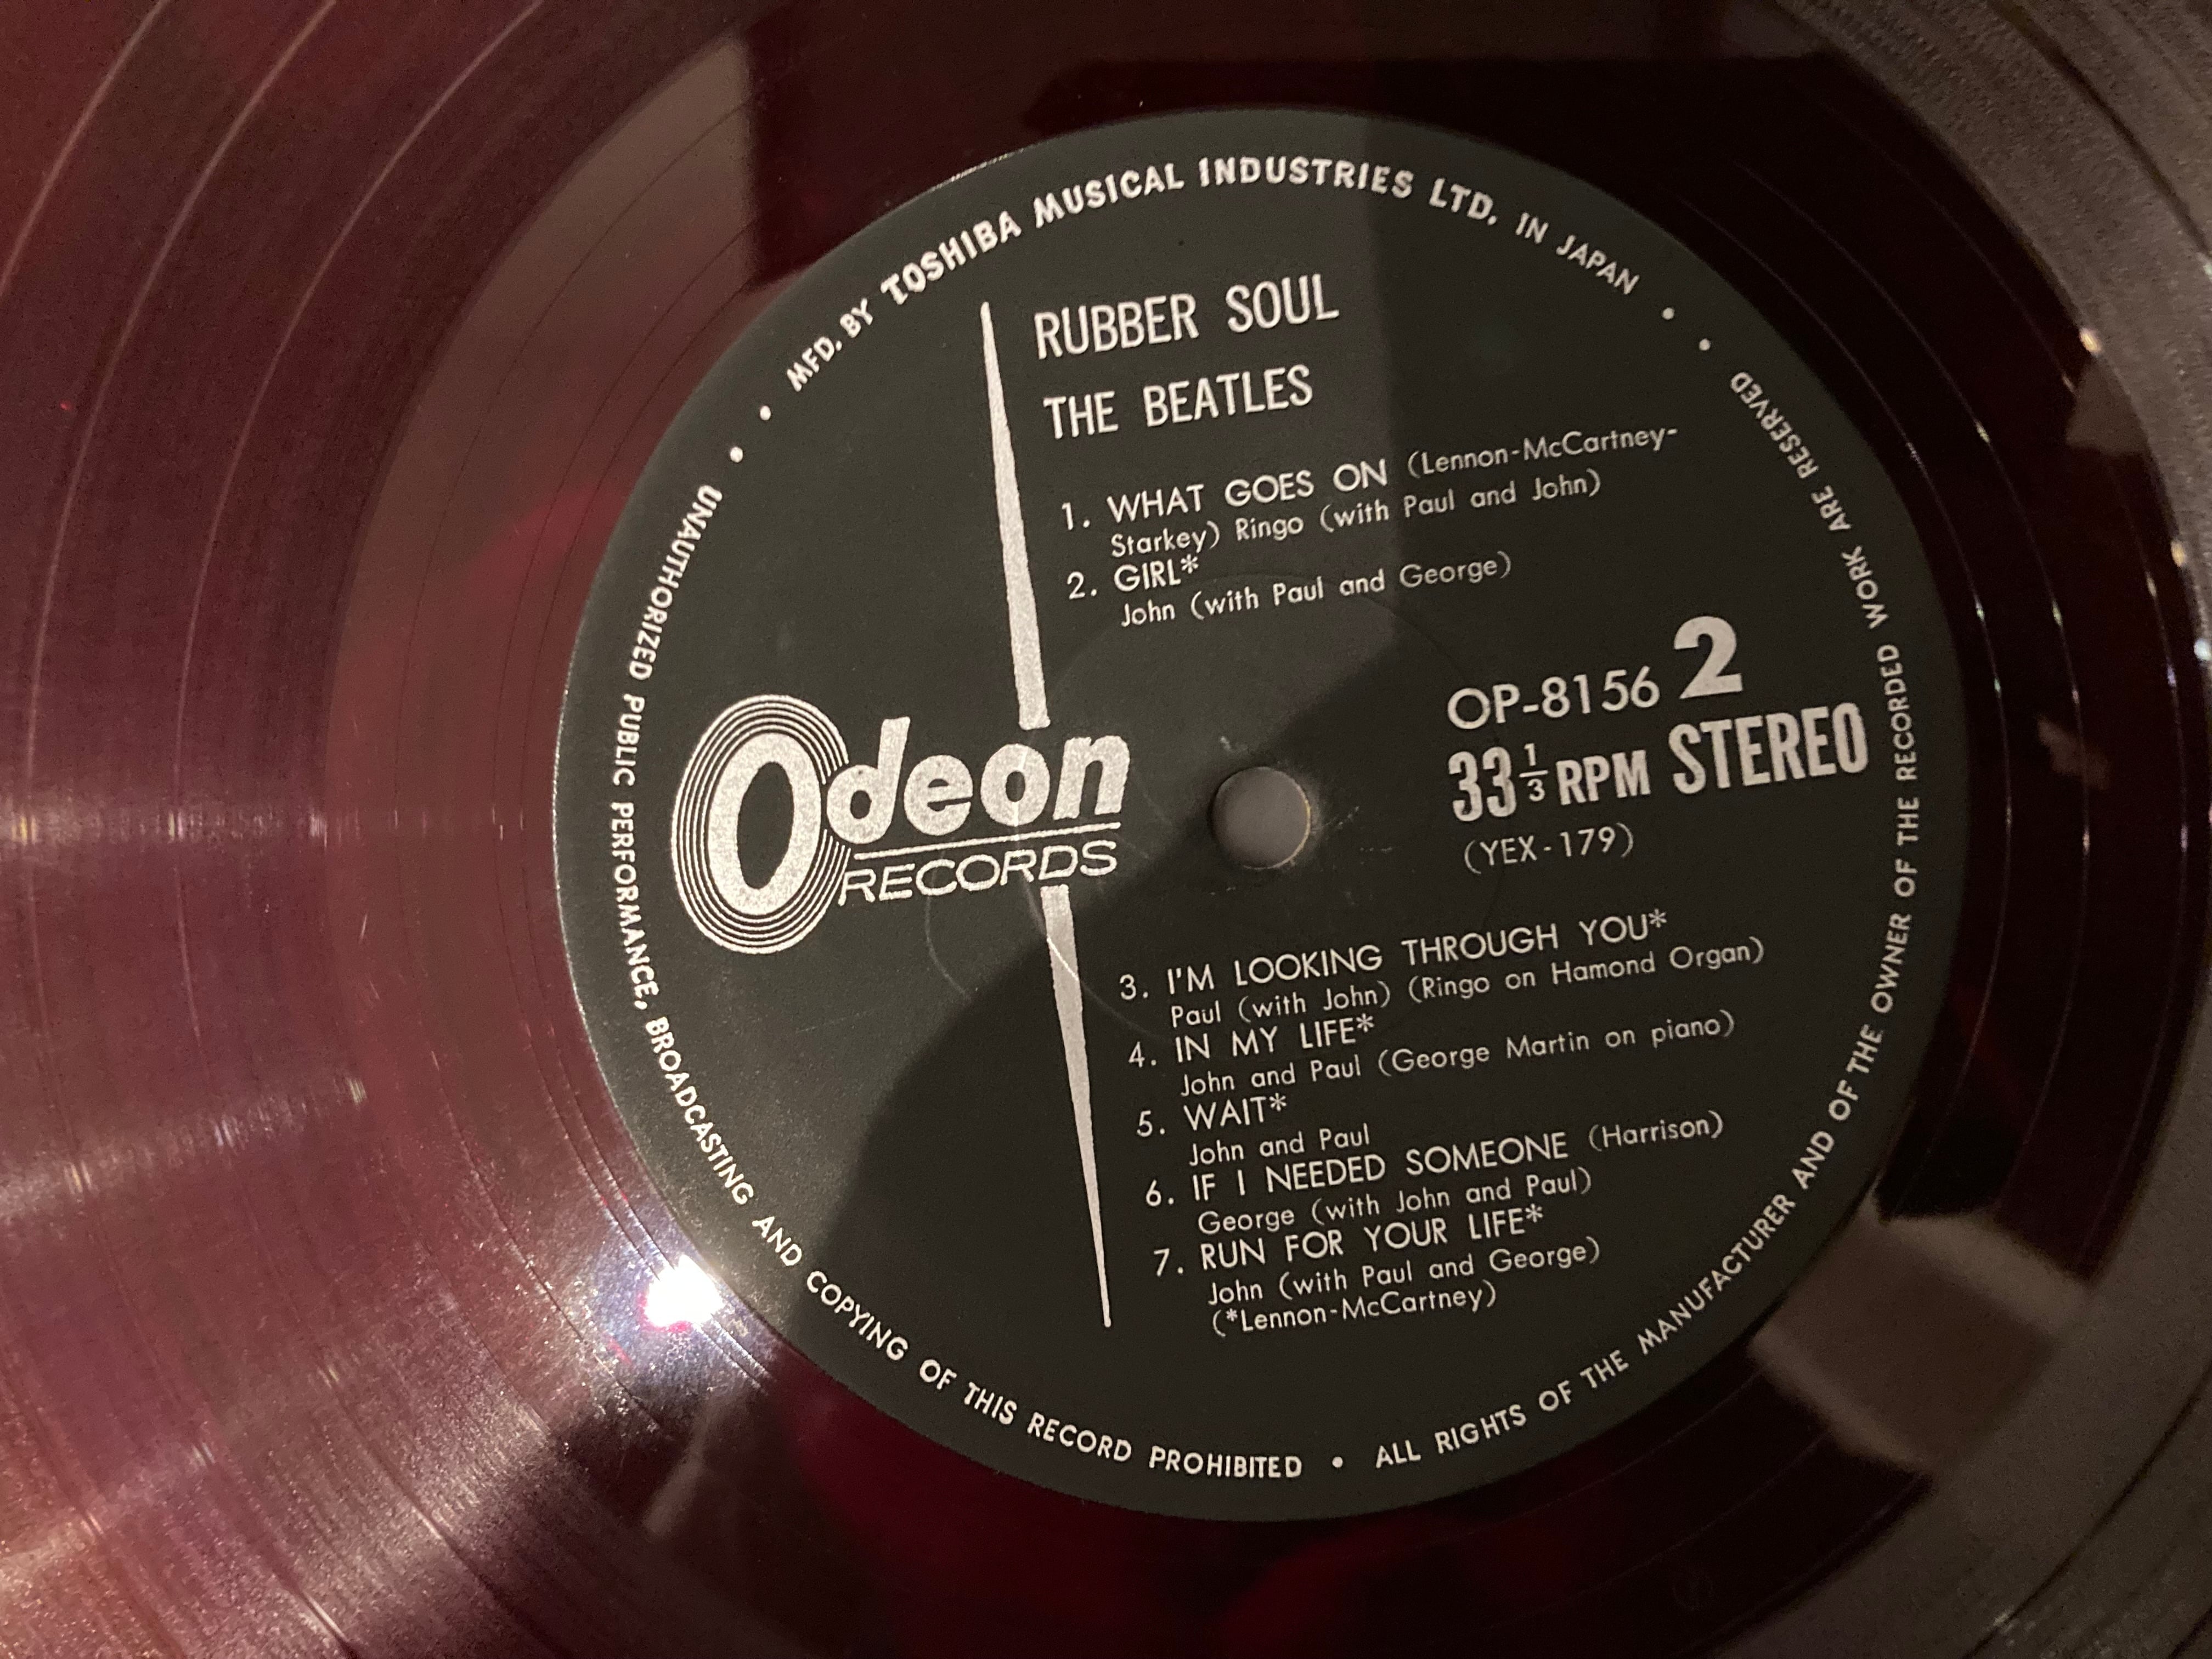 MFD. BY TOSHIBA MUSICAL INDUSTRIES LTD. IN JAPAN
RUBBER SOUL
THE BEATLES
1. WHAT GOES ON (Lennon-McCartney-
Starkey) Ringo (with Paul and John)
2. GIRL*
John (with Paul and George)
Odeon
RECORDS
OP-8156 2
33 1/3 RPM STEREO
(YEX-179)
3. I'M LOOKING THROUGH YOU*
Paul (with John) (Ringo on Hamond Organ)
4. IN MY LIFE*
John and Paul (George Martin on piano)
5. WAIT*
John and Paul
6. IF I NEEDED SOMEONE (Harrison)
George (with John and Paul)
7. RUN FOR YOUR LIFE*
John (with Paul and George)
(*Lennon-McCartney)
UNAUTHORIZED PUBLIC PERFORMANCE, BROADCASTING AND COPYING OF THIS RECORD PROHIBITED • ALL RIGHTS OF THE MANUFACTURER AND OF THE OWNER OF THE RECORDED WORK ARE RESERVED